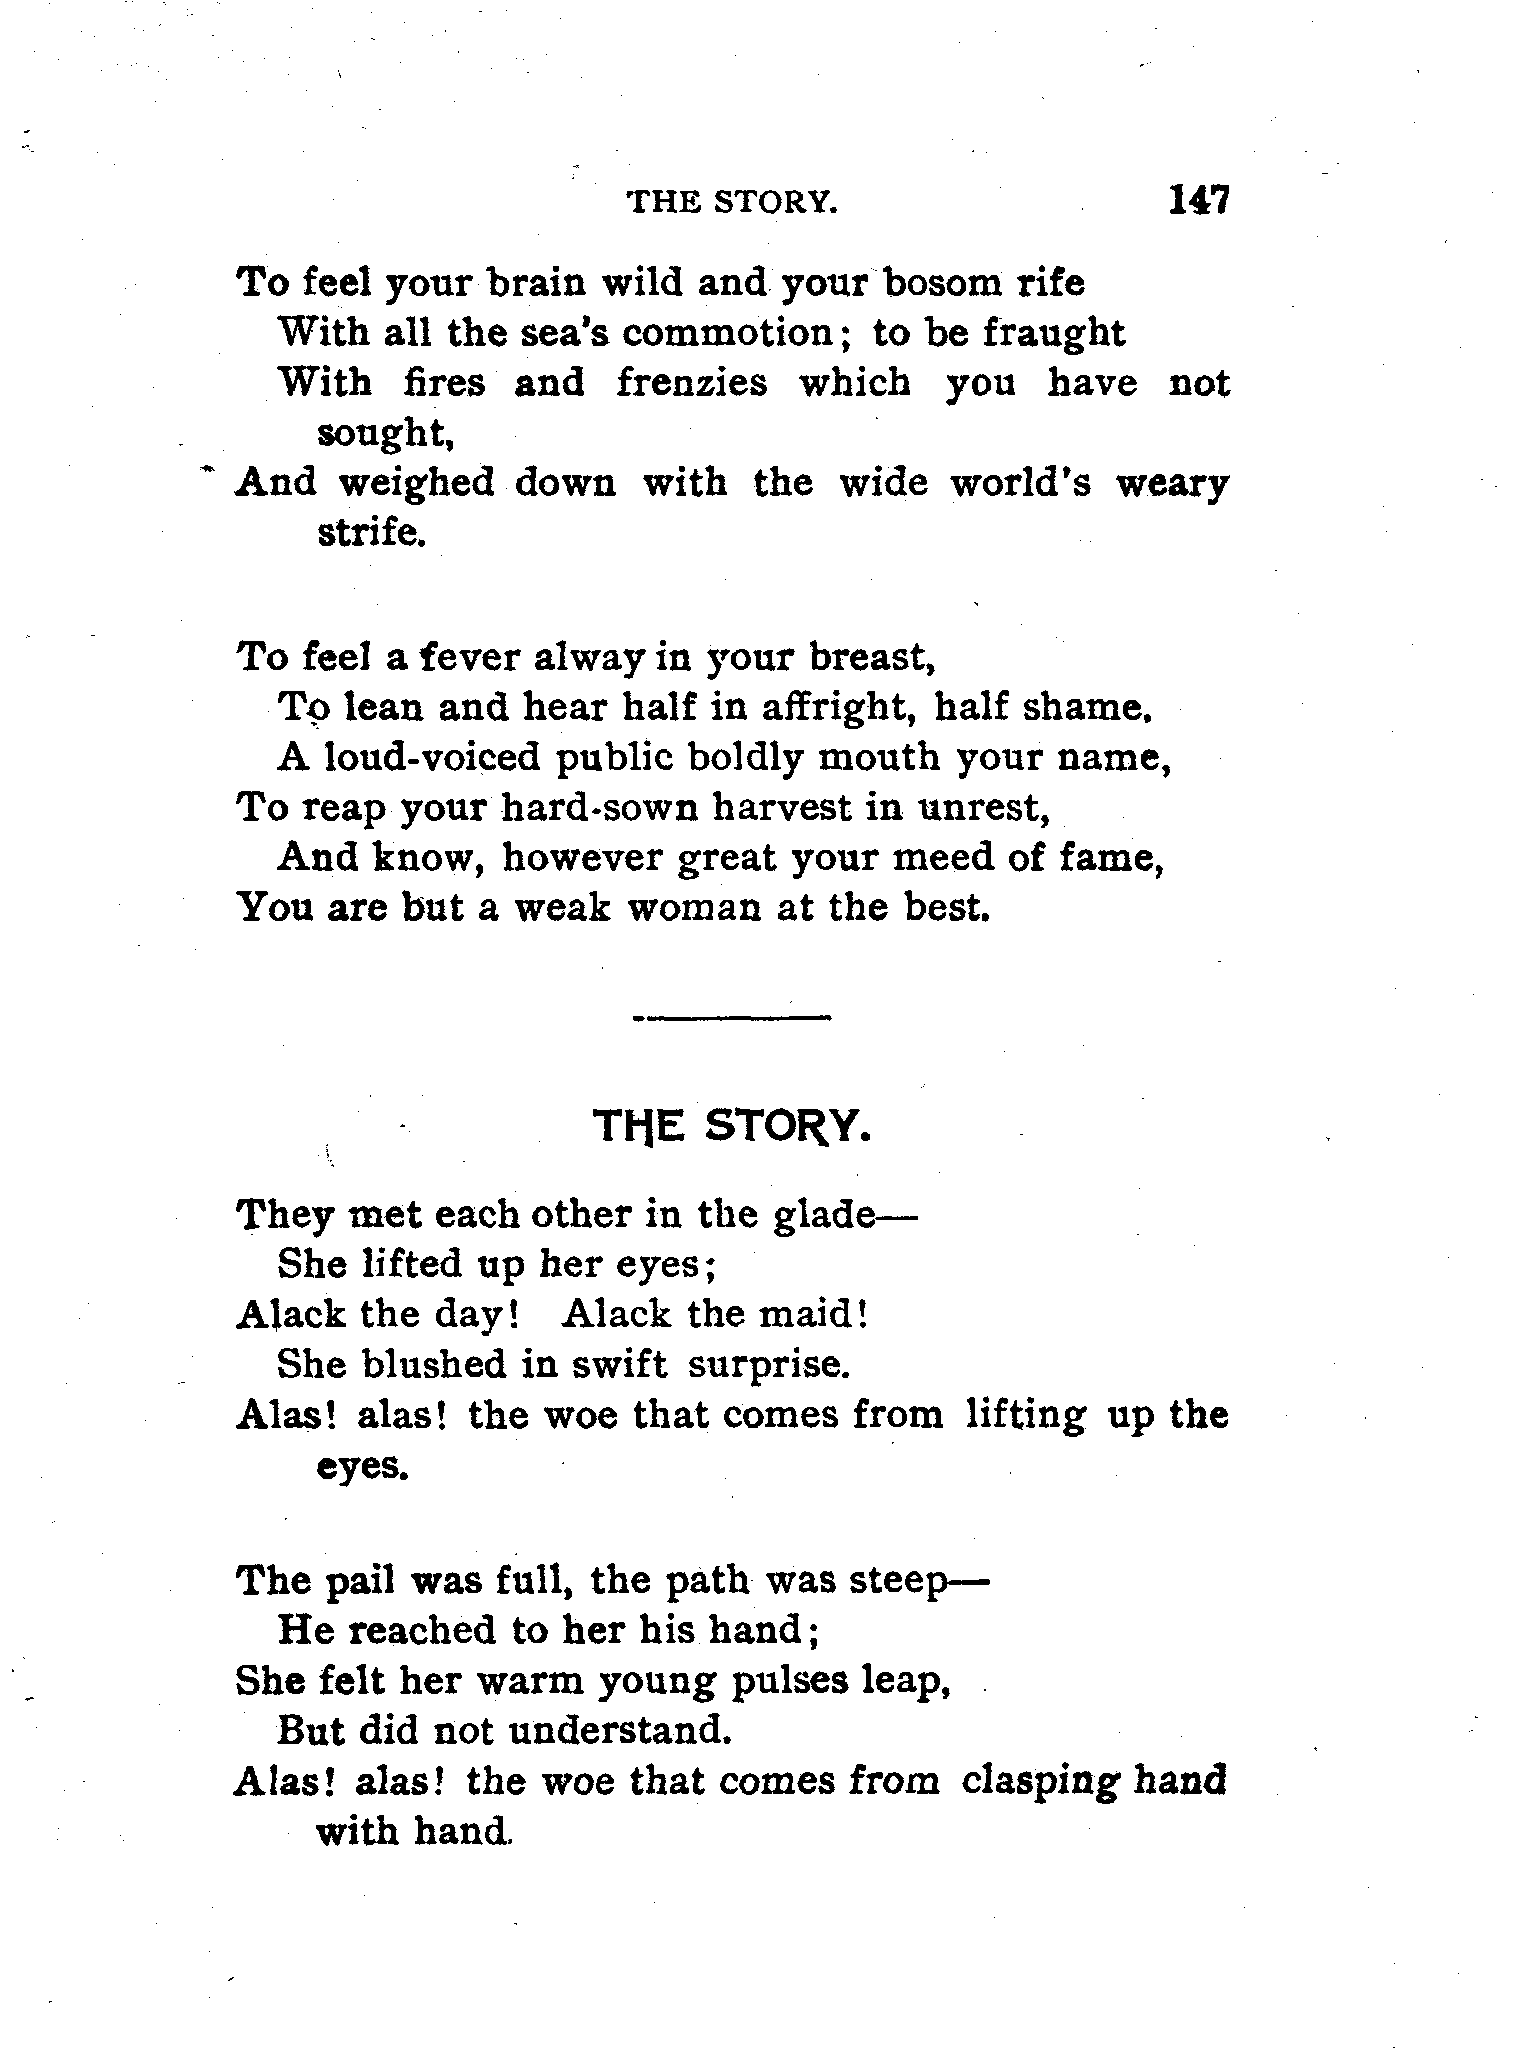 THE STORY. 147
To feel your brain wild and your bosom rife
With all the sea's commotion; to be fraught
With fires and frenzies which you have not
sought,
And weighed down with the wide world's weary
strife.
To feel a fever alway in your breast,
To lean and hear half in affright, half shame.
A loud-voiced public boldly mouth your name,
To reap your hard-sown harvest in unrest,
And know, however great your meed of fame,
You are but a weak woman at the best.
THE STORY.
They met each other in the glade—
She lifted up her eyes;
Alack the day! Alack the maid!
She blushed in swift surprise.
Alas! alas! the woe that comes from lifting up the
eyes.
The pail was full, the path was steep—
He reached to her his hand;
She felt her warm young pulses leap,
But did not understand.
Alas! alas! the woe that comes from clasping hand
with hand.